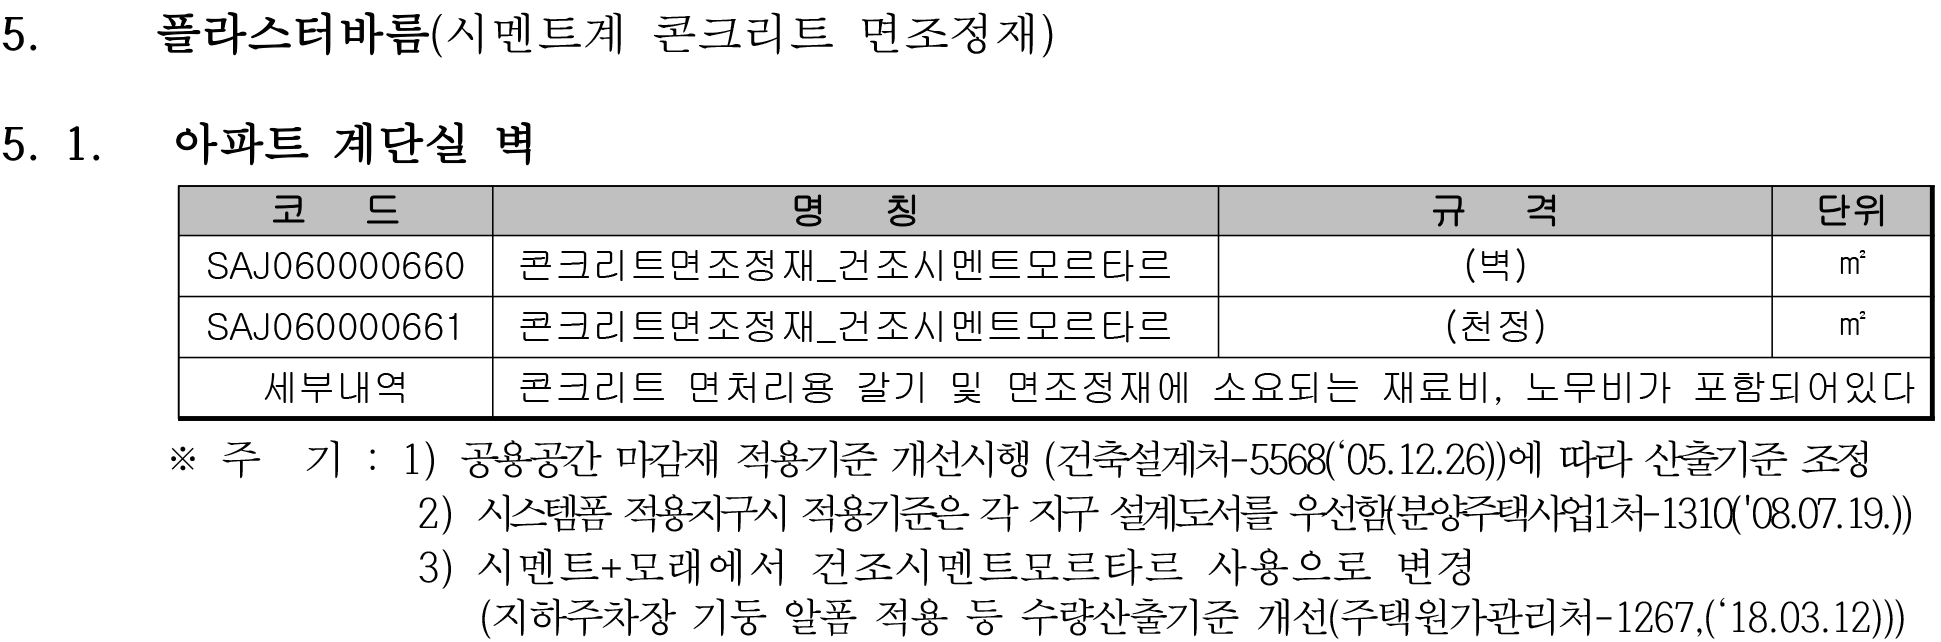 5. 플라스터바름(시멘트계 콘크리트 면조정재)
5. 1. 아파트 계단실 벽
코 드 명 칭 규 격 단위
SAJ060000660 콘크리트면조정재_건조시멘트모르타르 (벽) ㎡
SAJ060000661 콘크리트면조정재_건조시멘트모르타르 (천정) ㎡
세부내역 콘크리트 면처리용 갈기 및 면조정재에 소요되는 재료비, 노무비가 포함되어있다
※ 주 기 : 1) 공용공간 마감재 적용기준 개선시행 (건축설계처-5568(‘05.12.26))에 따라 산출기준 조정
2) 시스템폼 적용지구시 적용기준은 각 지구 설계도서를 우선함(분양주택사업1처-1310('08.07.19.))
3) 시멘트+모래에서 건조시멘트모르타르 사용으로 변경
(지하주차장 기둥 알폼 적용 등 수량산출기준 개선(주택원가관리처-1267,(‘18.03.12)))